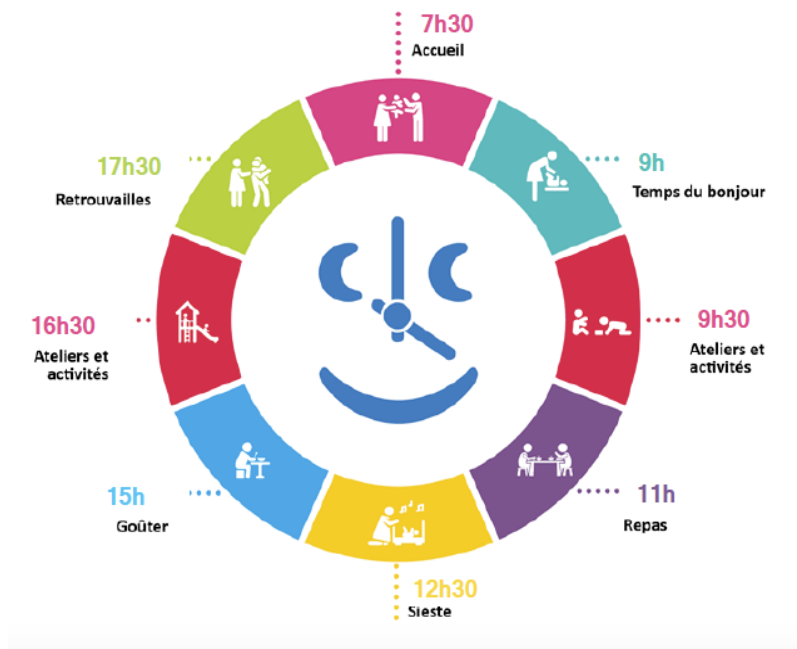 7h30
Accueil
9h
Temps du bonjour
9h30
Ateliers et
activités
11h
Repas
12h30
Sieste
15h
Goûter
16h30
Ateliers et
activités
17h30
Retrouvailles